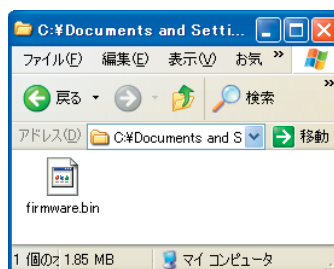 C:¥Documents and Setti...
ファイル(F) 編集(E) 表示(V) お気 »
戻る 検索 »
アドレス(D) C:¥Documents and S 移動
firmware.bin
1 個のオ 1.85 MB マイ コンピュータ